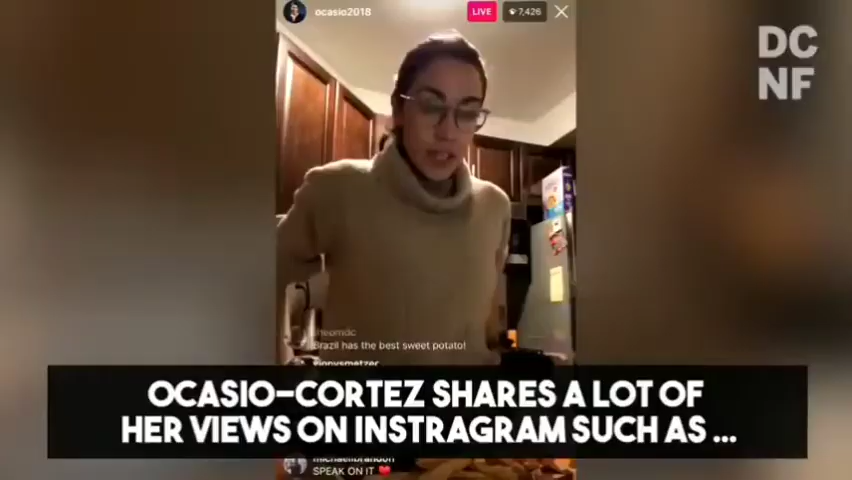 ocasio2018
LIVE
7,426
DC
NF
Brazil has the best sweet potato!
OCASIO-CORTEZ SHARES A LOT OF
HER VIEWS ON INSTRAGRAM SUCH AS ...
michaelibrandon
SPEAK ON IT ❤️